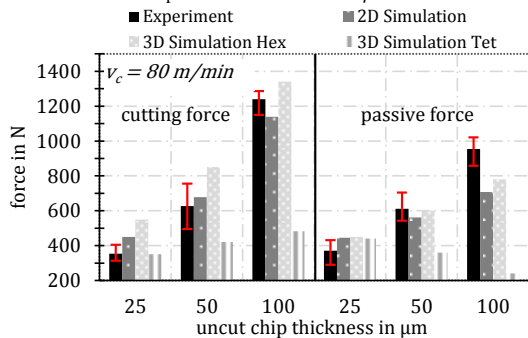 Experiment 2D Simulation
3D Simulation Hex 3D Simulation Tet
v_c = 80 m/min
cutting force passive force
force in N
1400
1200
1000
800
600
400
200
25 50 100 25 50 100
uncut chip thickness in µm